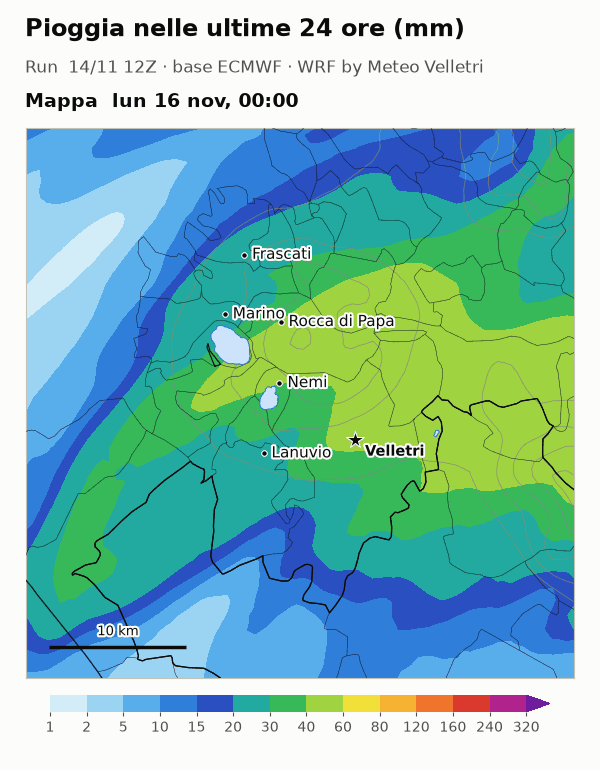 Pioggia nelle ultime 24 ore (mm)
Run  14/11 12Z · base ECMWF · WRF by Meteo Velletri
Mappa  lun 16 nov, 00:00
Frascati
Marino
Rocca di Papa
Nemi
Velletri
Lanuvio
10 km
1 2 5 10 15 20 30 40 60 80 120 160 240 320